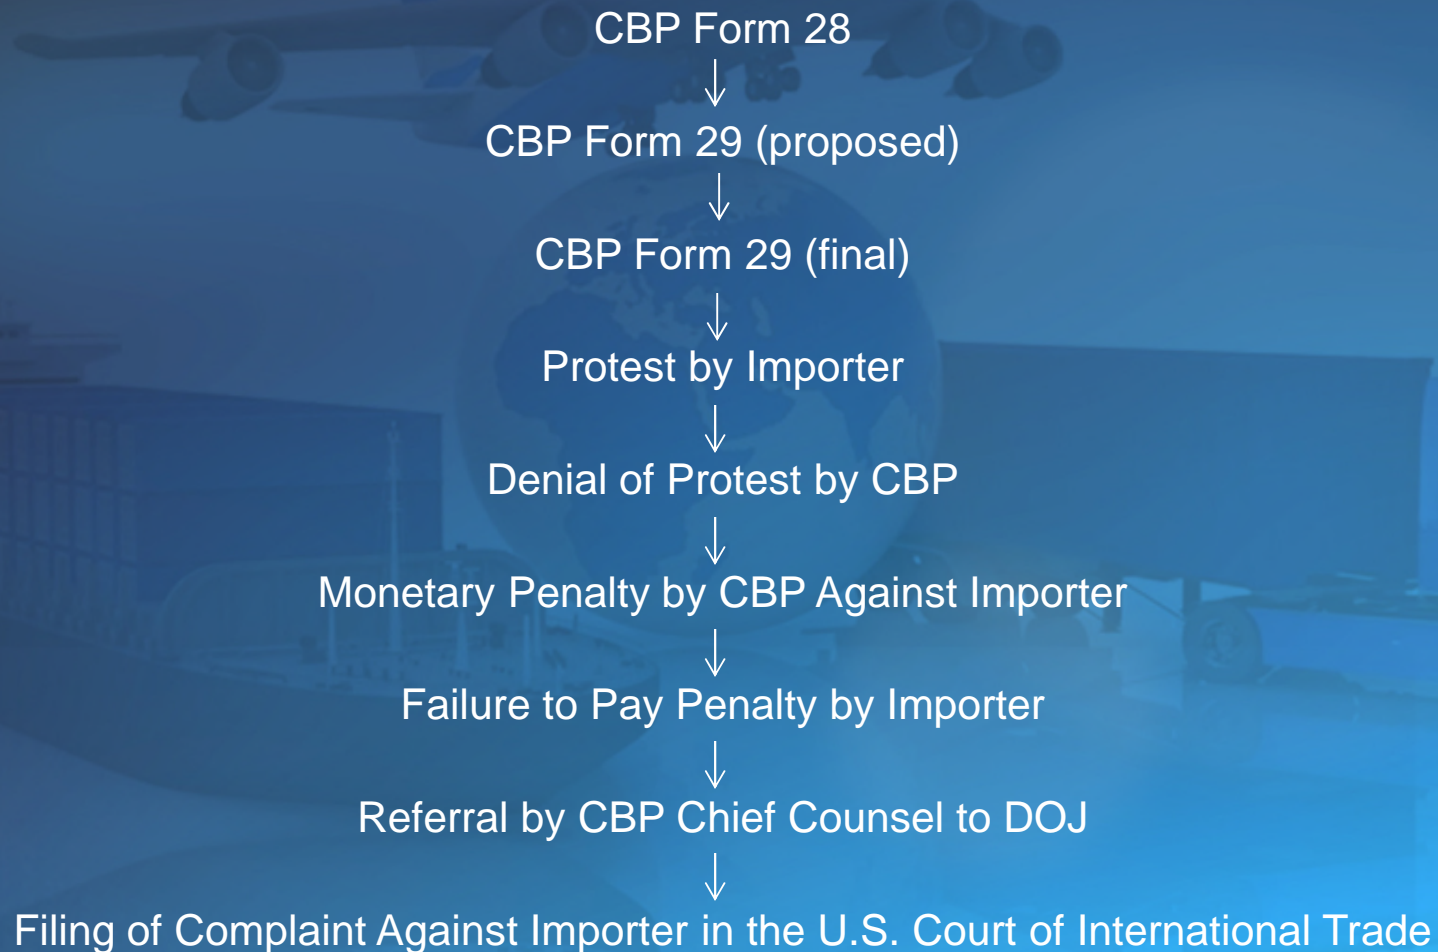 CBP Form 28
CBP Form 29 (proposed)
CBP Form 29 (final)
Protest by Importer
Denial of Protest by CBP
Monetary Penalty by CBP Against Importer
Failure to Pay Penalty by Importer
Referral by CBP Chief Counsel to DOJ
Filing of Complaint Against Importer in the U.S. Court of International Trade